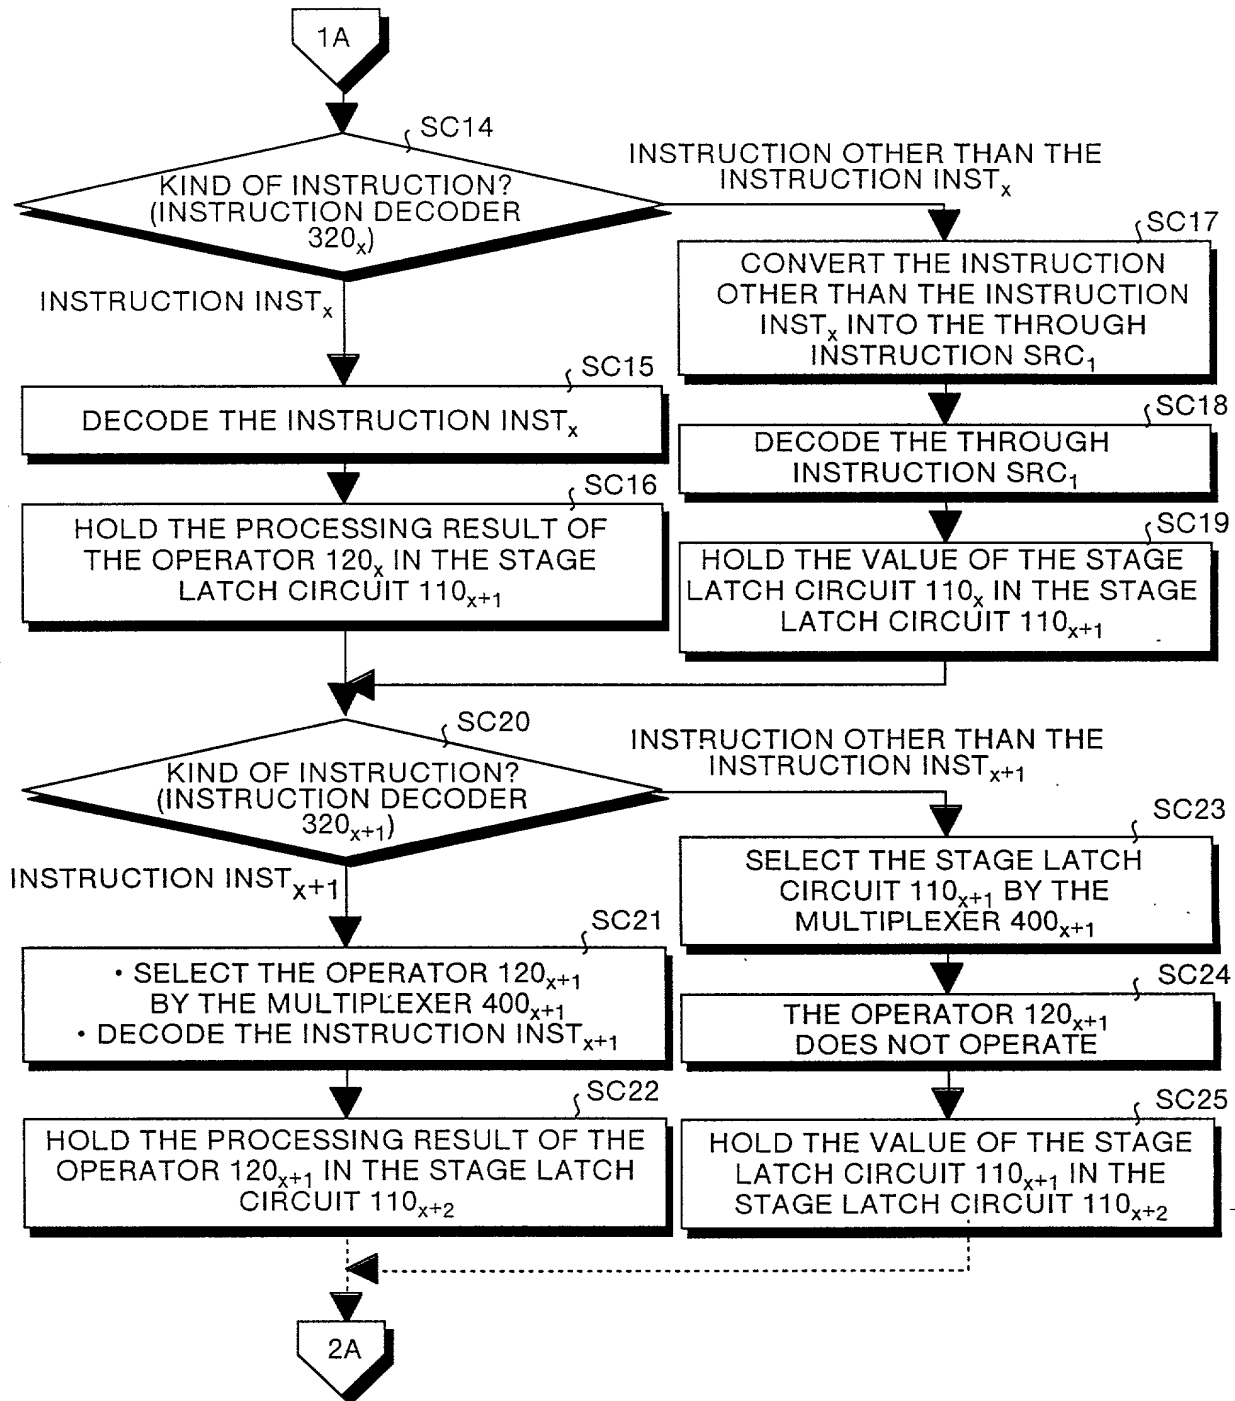 1A
SC14
KIND OF INSTRUCTION?
(INSTRUCTION DECODER
320x)
INSTRUCTION OTHER THAN THE
INSTRUCTION INSTx
INSTRUCTION INSTx
SC17
CONVERT THE INSTRUCTION
OTHER THAN THE INSTRUCTION
INSTx INTO THE THROUGH
INSTRUCTION SRC1
SC15
DECODE THE INSTRUCTION INSTx
SC18
DECODE THE THROUGH
INSTRUCTION SRC1
SC16
HOLD THE PROCESSING RESULT OF
THE OPERATOR 120x IN THE STAGE
LATCH CIRCUIT 110x+1
SC19
HOLD THE VALUE OF THE STAGE
LATCH CIRCUIT 110x IN THE STAGE
LATCH CIRCUIT 110x+1
SC20
KIND OF INSTRUCTION?
(INSTRUCTION DECODER
320x+1)
INSTRUCTION OTHER THAN THE
INSTRUCTION INSTx+1
INSTRUCTION INSTx+1
SC23
SELECT THE STAGE LATCH
CIRCUIT 110x+1 BY THE
MULTIPLEXER 400x+1
SC21
• SELECT THE OPERATOR 120x+1
BY THE MULTIPLEXER 400x+1
• DECODE THE INSTRUCTION INSTx+1
SC24
THE OPERATOR 120x+1
DOES NOT OPERATE
SC22
HOLD THE PROCESSING RESULT OF THE
OPERATOR 120x+1 IN THE STAGE LATCH
CIRCUIT 110x+2
SC25
HOLD THE VALUE OF THE STAGE
LATCH CIRCUIT 110x+1 IN THE
STAGE LATCH CIRCUIT 110x+2
2A